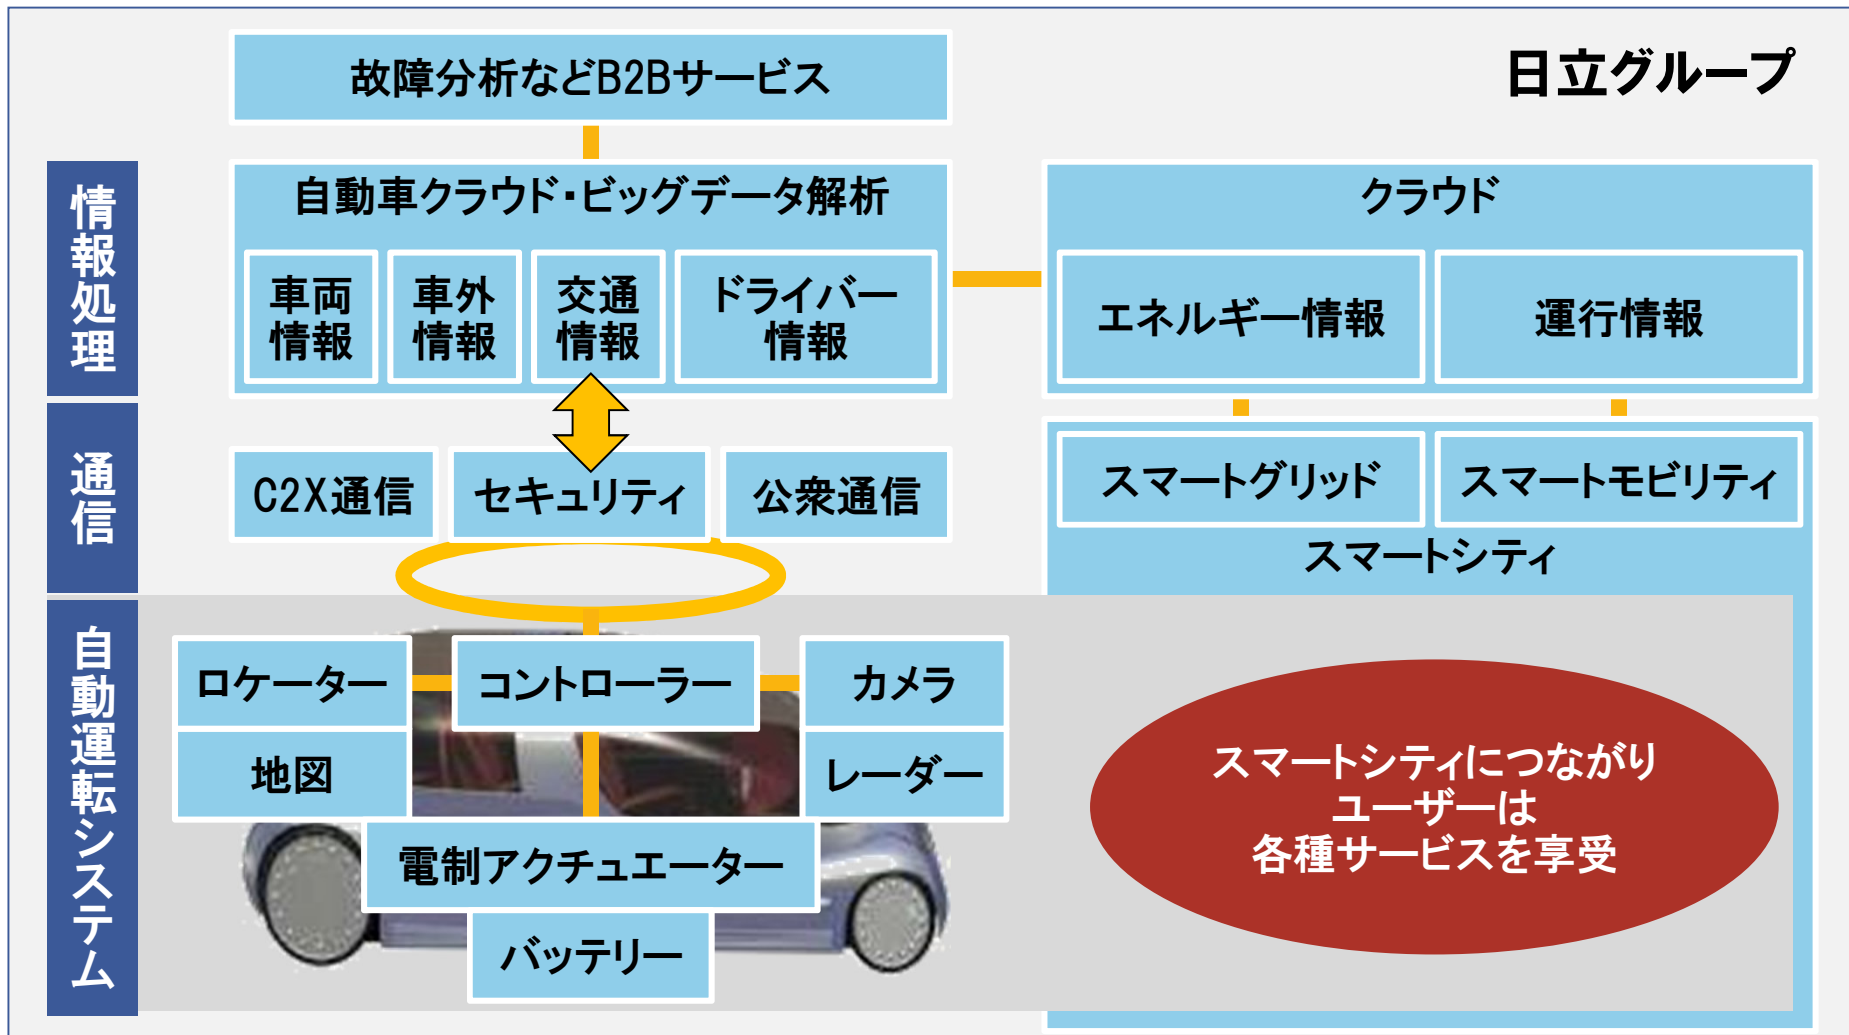 故障分析などB2Bサービス
日立グループ
情報処理
自動車クラウド・ビッグデータ解析
車両
情報
車外
情報
交通
情報
ドライバー
情報
クラウド
エネルギー情報
運行情報
通信
C2X通信
セキュリティ
公衆通信
スマートグリッド
スマートモビリティ
スマートシティ
自動運転システム
ロケーター
コントローラー
カメラ
地図
レーダー
電制アクチュエーター
バッテリー
スマートシティにつながり
ユーザーは
各種サービスを享受